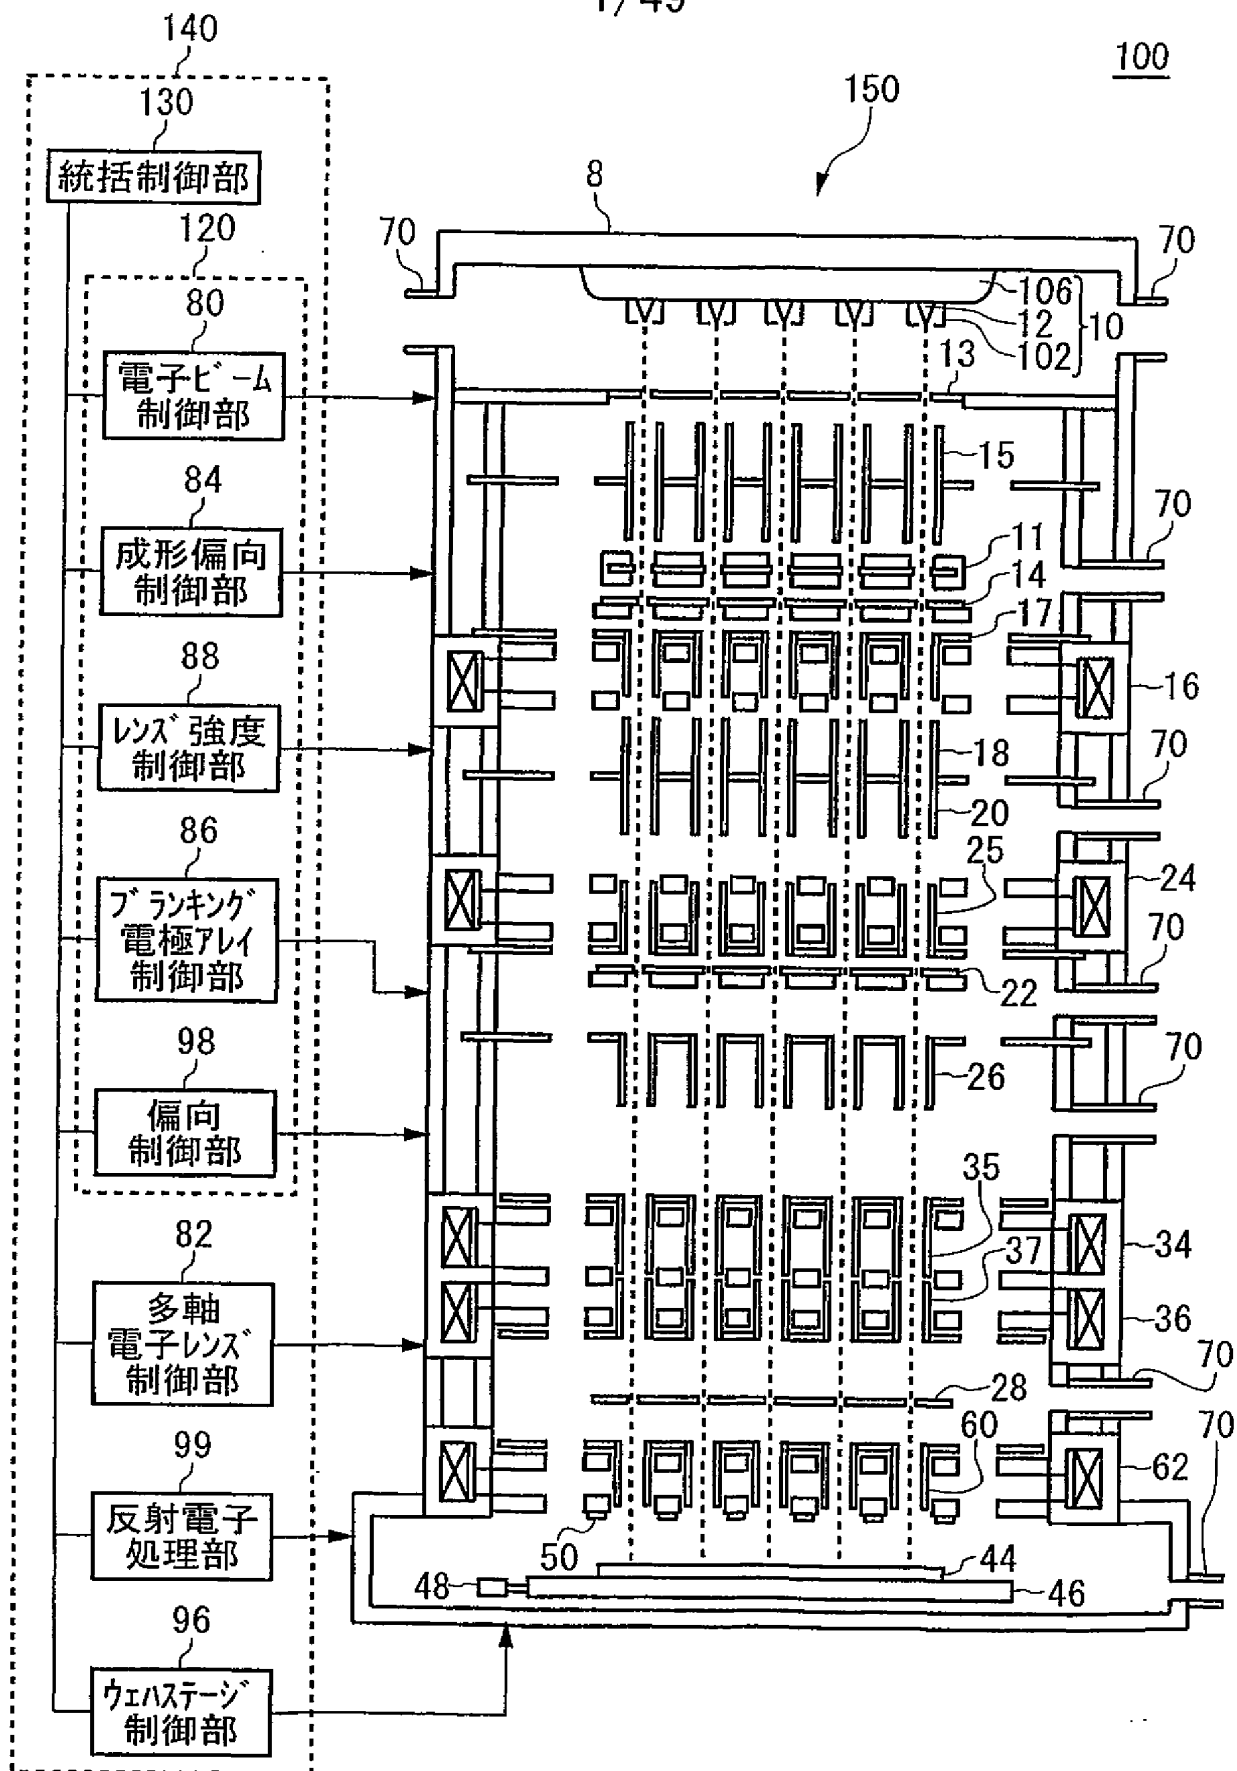 1/49
140
100
130
150
統括制御部
8
120
70
70
80
106
12
10
102
電子ビーム
制御部
13
15
84
70
成形偏向
制御部
11
14
17
88
16
レンズ強度
制御部
18
70
20
86
25
24
ブランキング
電極アレイ
制御部
70
22
98
70
26
偏向
制御部
35
82
34
37
多軸
電子レンズ
制御部
36
70
28
99
60
70
62
反射電子
処理部
50
44
48
46
96
ウェハステージ
制御部